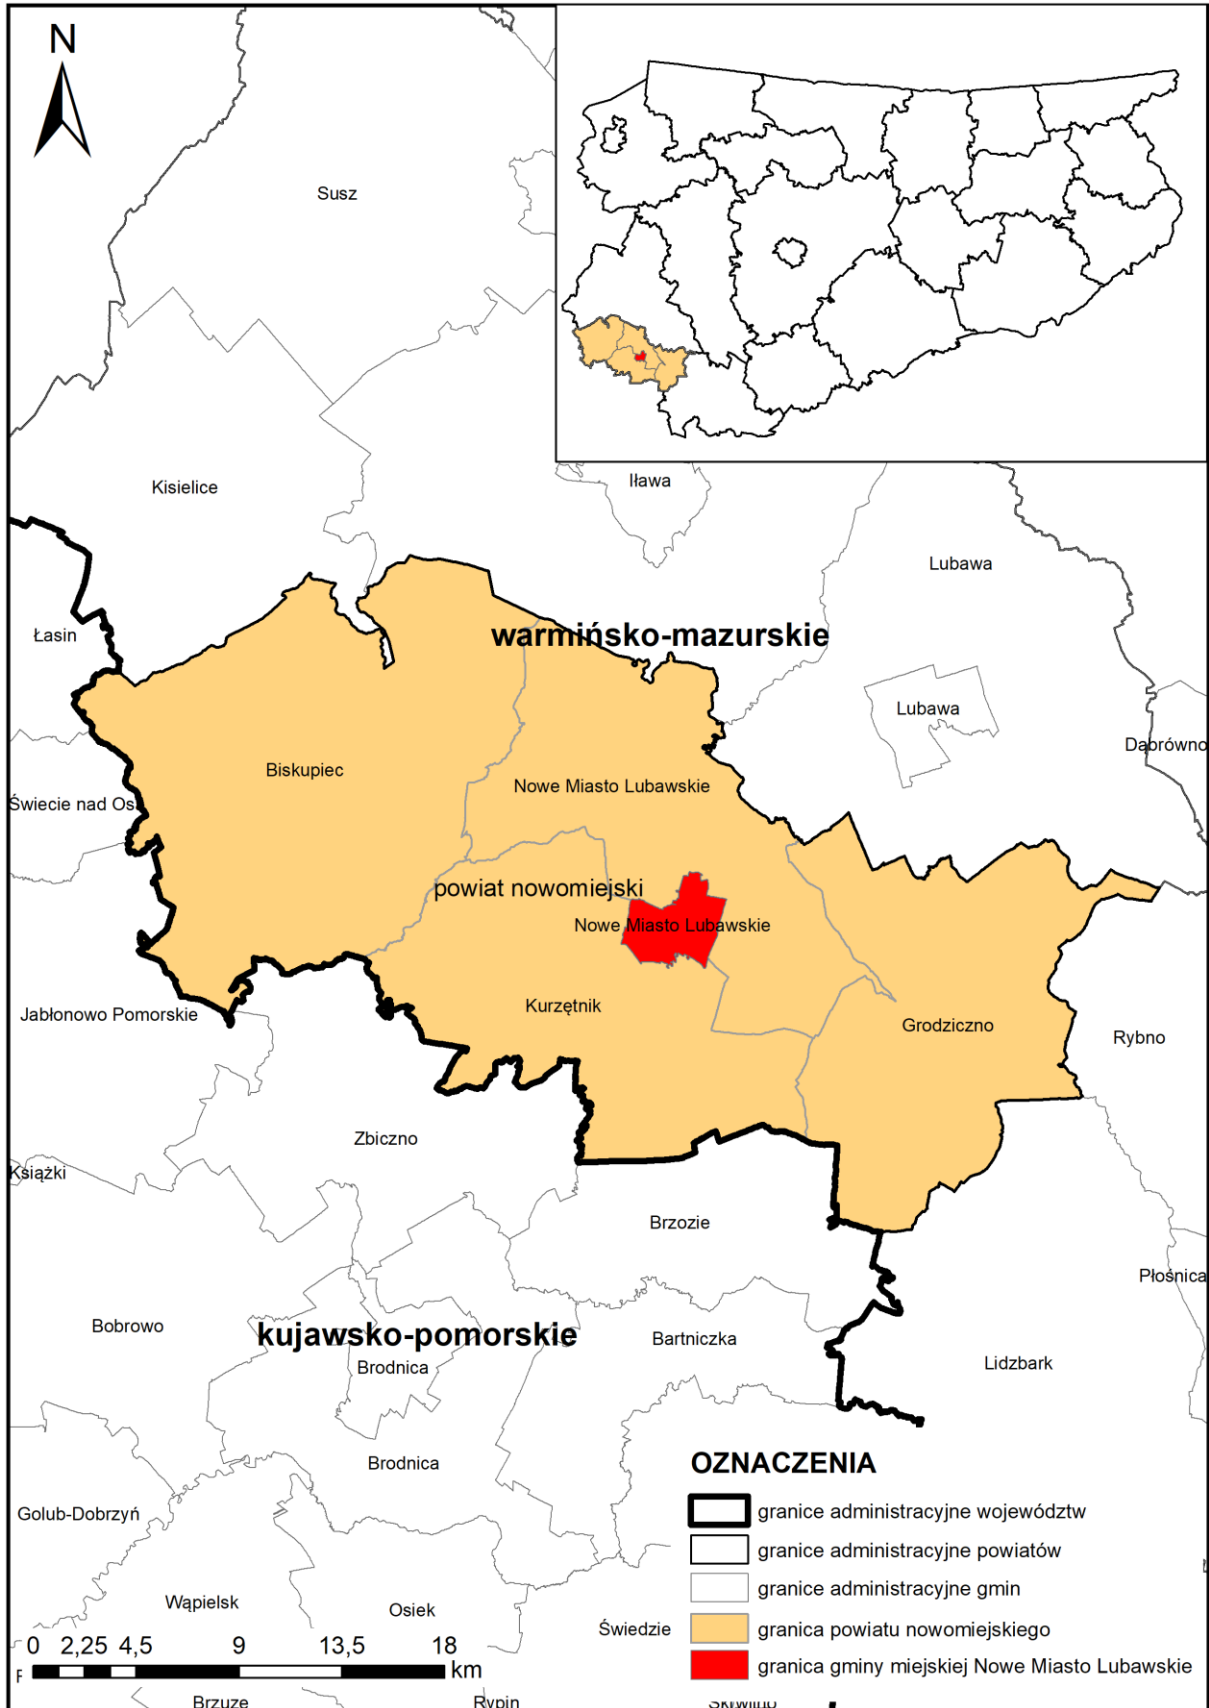 N
Susz
Kisielice
Iława
Lubawa
Łasin
warmińsko-mazurskie
Lubawa
Dąbrówno
Biskupiec
Nowe Miasto Lubawskie
Świecie nad Os
powiat nowomiejski
Nowe Miasto Lubawskie
Kurzętnik
Jabłonowo Pomorskie
Grodziczno
Rybno
Zbiczno
Książki
Brzozie
Płośnica
Bobrowo
kujawsko-pomorskie
Bartniczka
Brodnica
Lidzbark
Brodnica
OZNACZENIA
Golub-Dobrzyń
granice administracyjne województw
granice administracyjne powiatów
granice administracyjne gmin
Wąpielsk
Osiek
Świedzie
granica powiatu nowomiejskiego
0 2,25 4,5 9 13,5 18
km
granica gminy miejskiej Nowe Miasto Lubawskie
Brzuze
Rypin